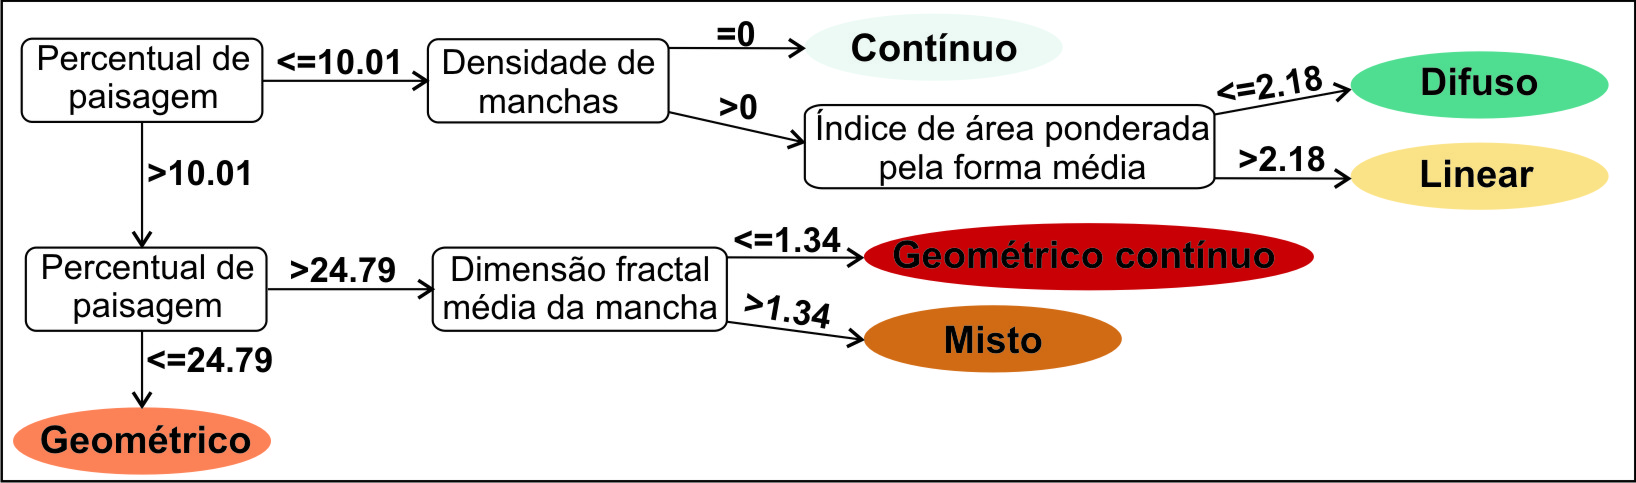 Percentual de
paisagem
<=10.01
Densidade de
manchas
=0
Contínuo
>0
Índice de área ponderada
pela forma média
<=2.18
Difuso
>2.18
Linear
>10.01
Percentual de
paisagem
>24.79
Dimensão fractal
média da mancha
<=1.34
Geométrico contínuo
>1.34
Misto
<=24.79
Geométrico